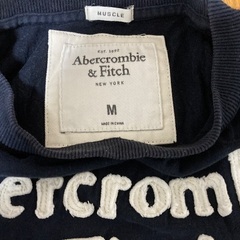 MUSCLE
EST. 1892
Abercrombie
& Fitch
NEW YORK
M
MADE IN CHINA
ercromb